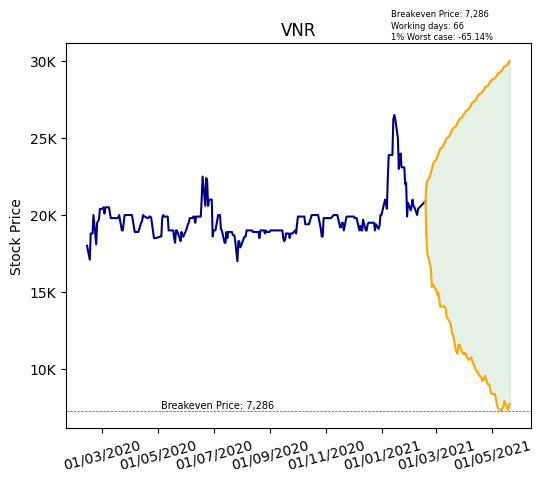 Breakeven Price: 7,286
Working days: 66
1% Worst case: -65.14%
VNR
Stock Price
30K
25K
20K
15K
10K
Breakeven Price: 7,286
01/03/2020
01/05/2020
01/07/2020
01/09/2020
01/11/2020
01/01/2021
01/03/2021
01/05/2021